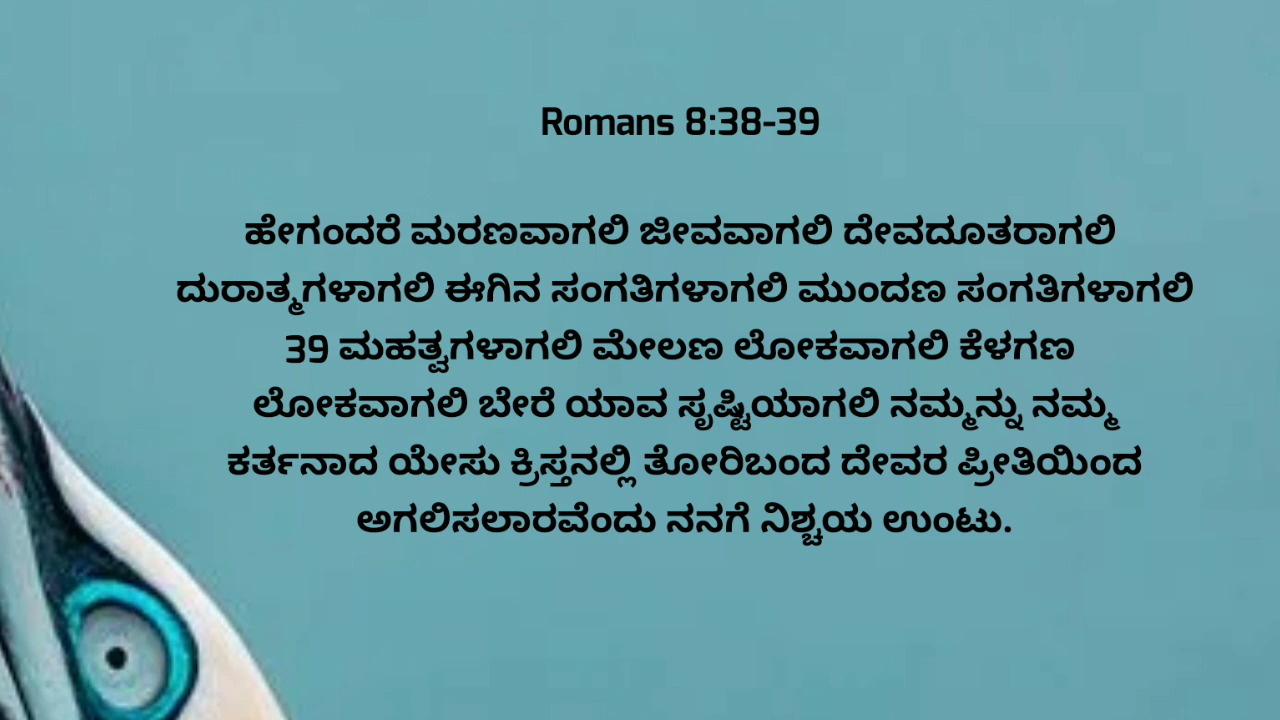 Romans 8:38-39
ಹೇಗಂದರೆ ಮರಣವಾಗಲಿ ಜೀವವಾಗಲಿ ದೇವದೂತರಾಗಲಿ
ದುರಾತ್ಮಗಳಾಗಲಿ ಈಗಿನ ಸಂಗತಿಗಳಾಗಲಿ ಮುಂದಣ ಸಂಗತಿಗಳಾಗಲಿ
39 ಮಹತ್ವಗಳಾಗಲಿ ಮೇಲಣ ಲೋಕವಾಗಲಿ ಕೆಳಗಣ
ಲೋಕವಾಗಲಿ ಬೇರೆ ಯಾವ ಸೃಷ್ಟಿಯಾಗಲಿ ನಮ್ಮನ್ನು ನಮ್ಮ
ಕರ್ತನಾದ ಯೇಸು ಕ್ರಿಸ್ತನಲ್ಲಿ ತೋರಿಬಂದ ದೇವರ ಪ್ರೀತಿಯಿಂದ
ಅಗಲಿಸಲಾರವೆಂದು ನನಗೆ ನಿಶ್ಚಯ ಉಂಟು.